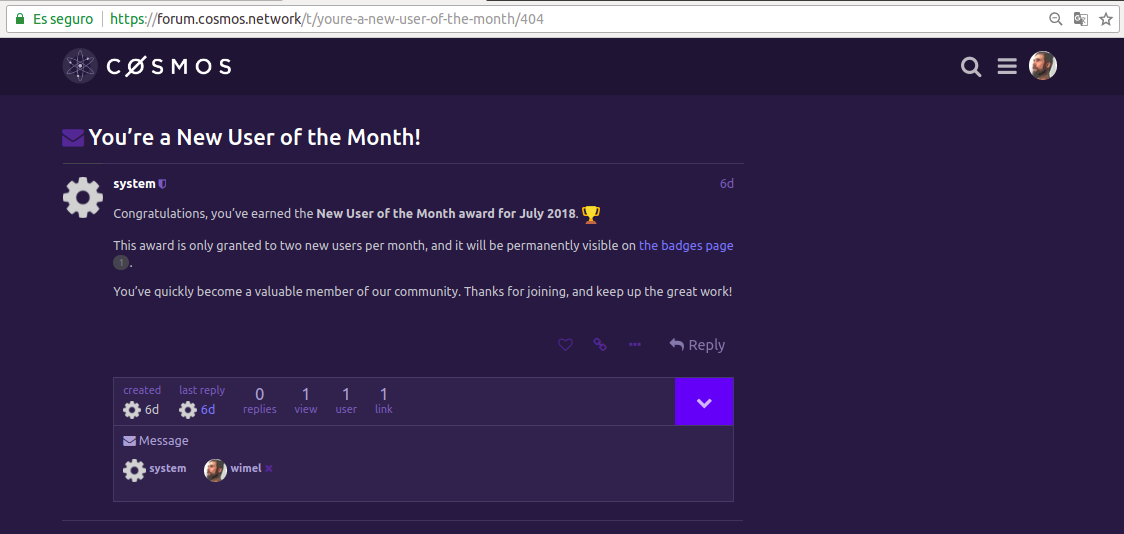 Es seguro https://forum.cosmos.network/t/youre-a-new-user-of-the-month/404
CØSMOS
You’re a New User of the Month!
system 6d
Congratulations, you’ve earned the New User of the Month award for July 2018.
This award is only granted to two new users per month, and it will be permanently visible on the badges page
1 .
You’ve quickly become a valuable member of our community. Thanks for joining, and keep up the great work!
Reply
created last reply 0 1 1 1
6d 6d replies view user link
Message
system wimel